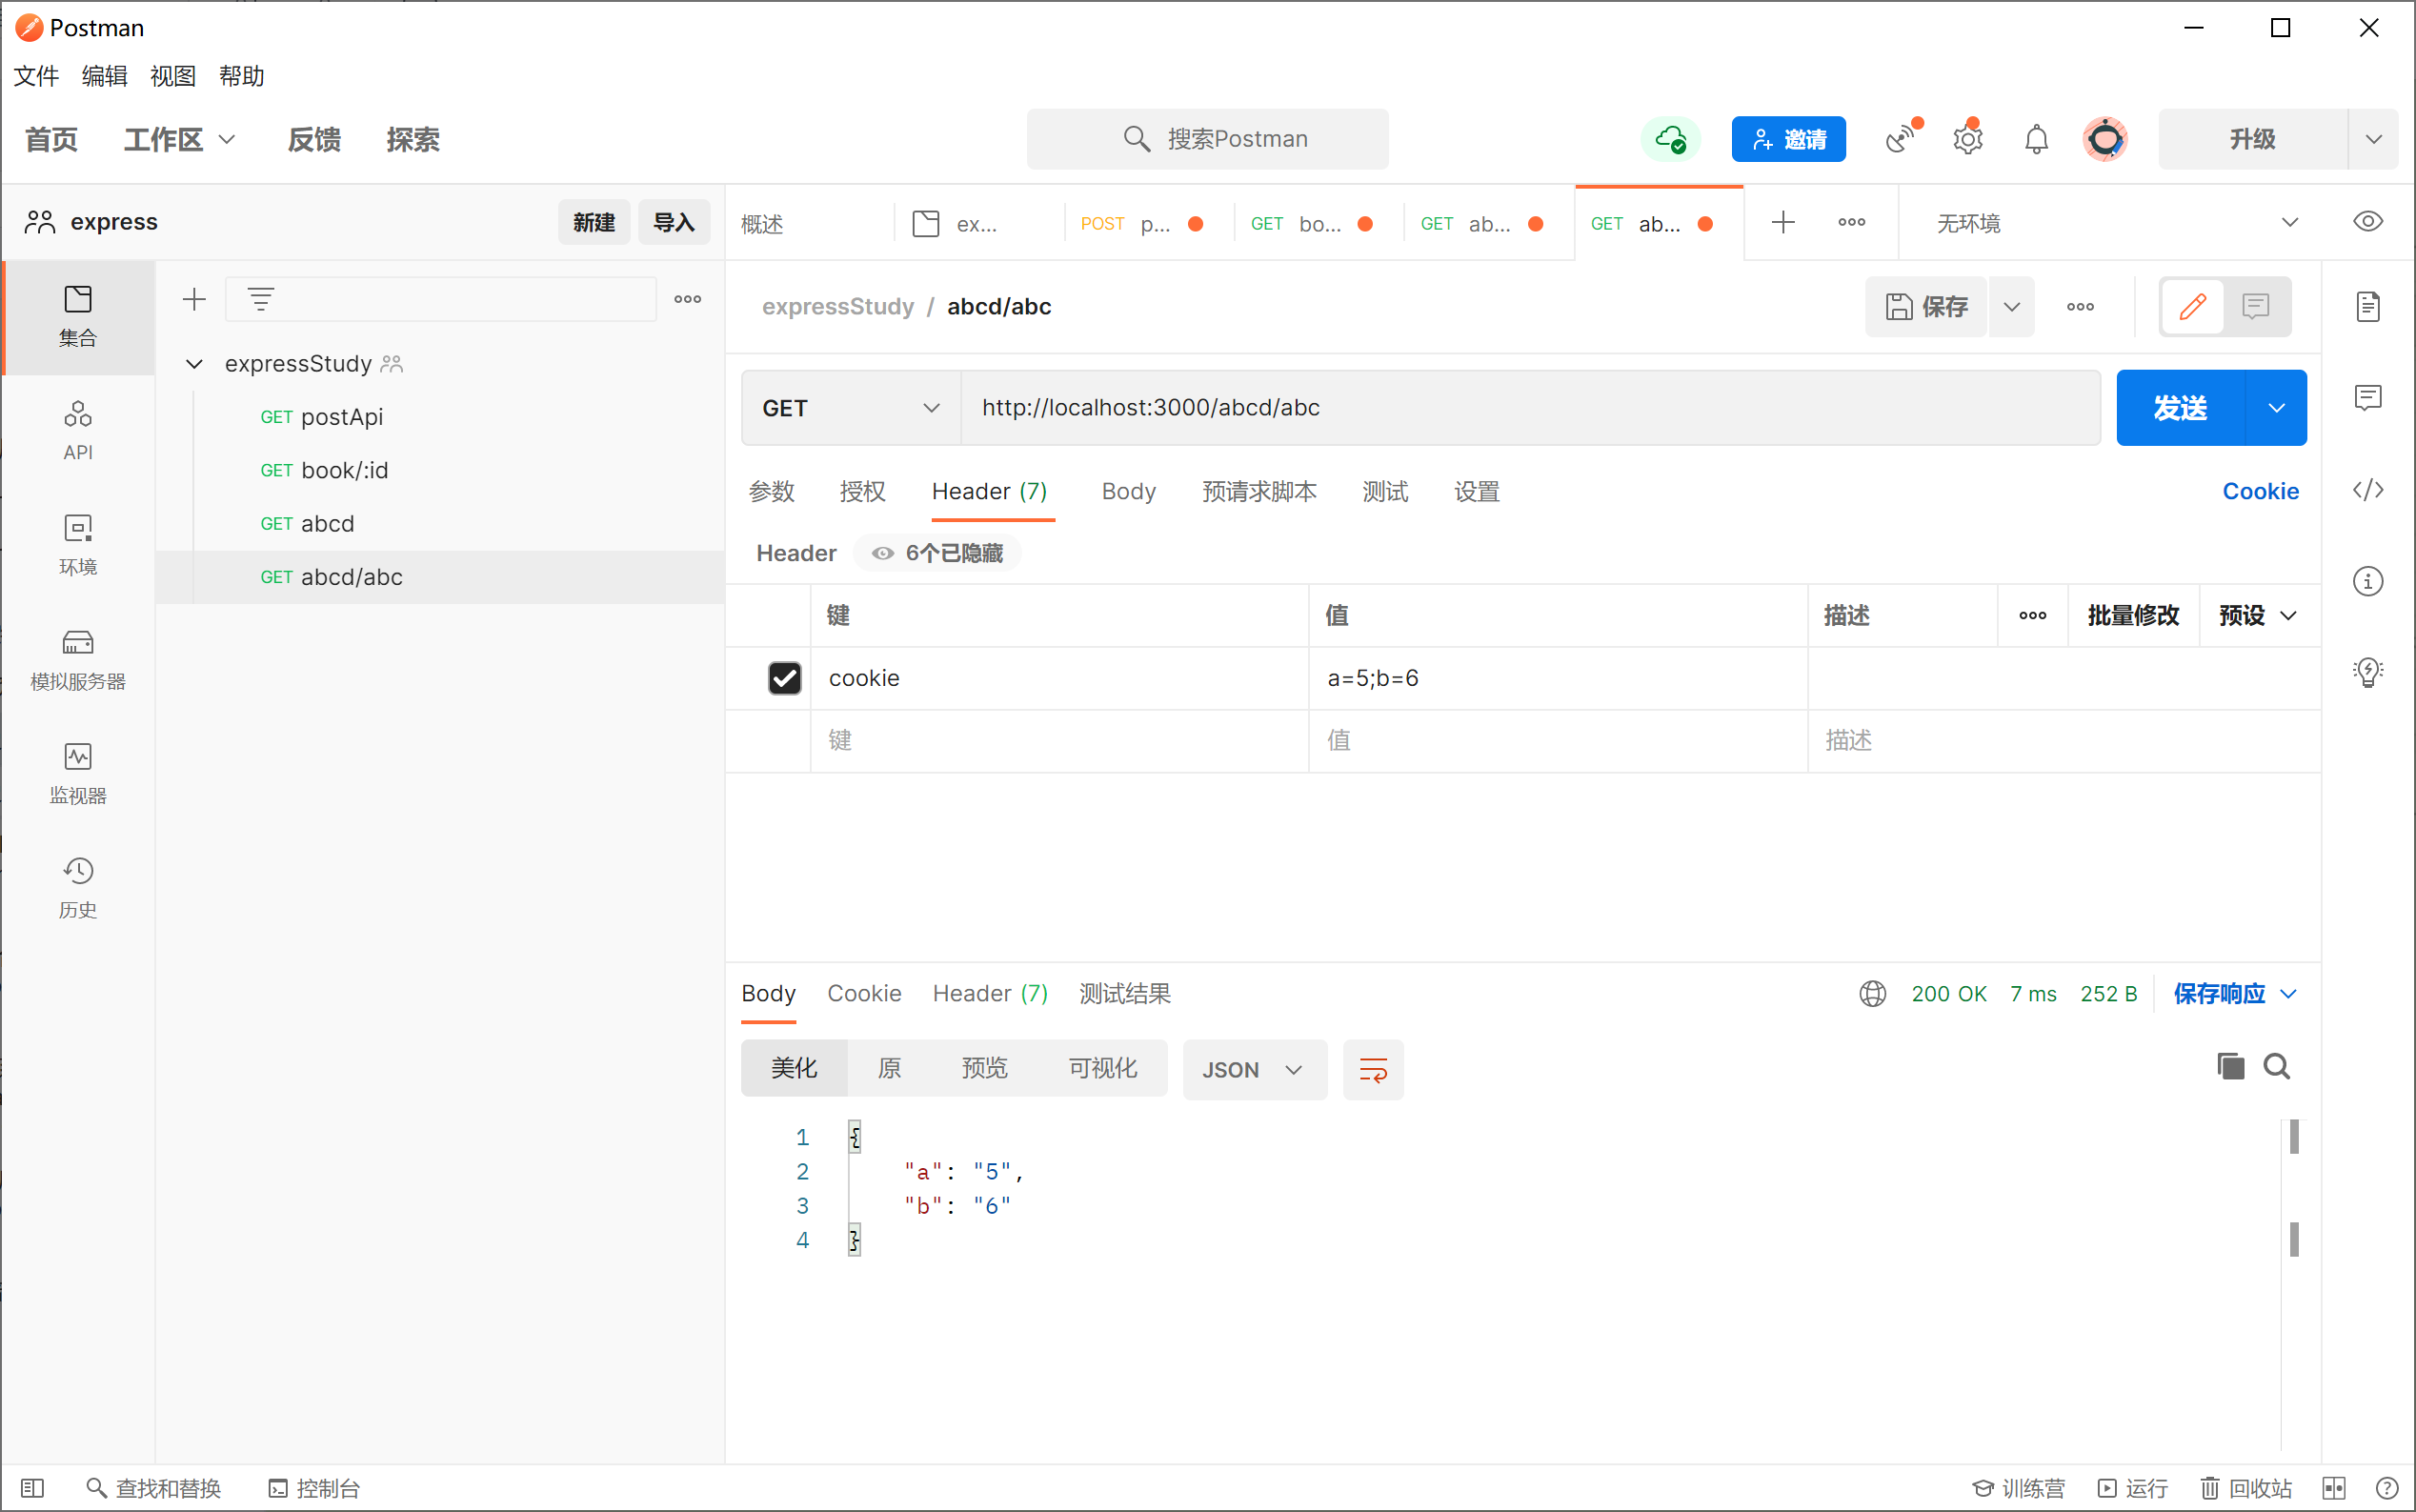 Postman
文件 编辑 视图 帮助
首页 工作区 反馈 探索 搜索Postman 邀请 升级
express 新建 导入 概述 ex... POST p... GET bo... GET ab... GET ab... 无环境
集合
API
环境
模拟服务器
监视器
历史
expressStudy
GET postApi
GET book/:id
GET abcd
GET abcd/abc
expressStudy / abcd/abc 保存
GET http://localhost:3000/abcd/abc 发送
参数 授权 Header (7) Body 预请求脚本 测试 设置 Cookie
Header 6个已隐藏
键 值 描述 批量修改 预设
cookie a=5;b=6
键 值 描述
Body Cookie Header (7) 测试结果 200 OK 7 ms 252 B 保存响应
美化 原 预览 可视化 JSON
1 {
2 "a": "5",
3 "b": "6"
4 }
查找和替换 控制台 训练营 运行 回收站